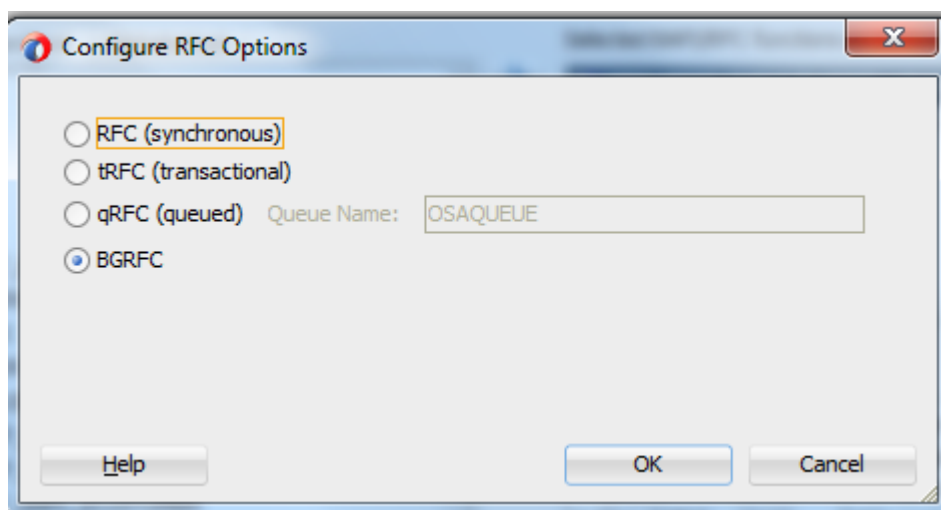 Configure RFC Options
RFC (synchronous)
tRFC (transactional)
qRFC (queued) Queue Name: OSAQUEUE
BGRFC
Help OK Cancel